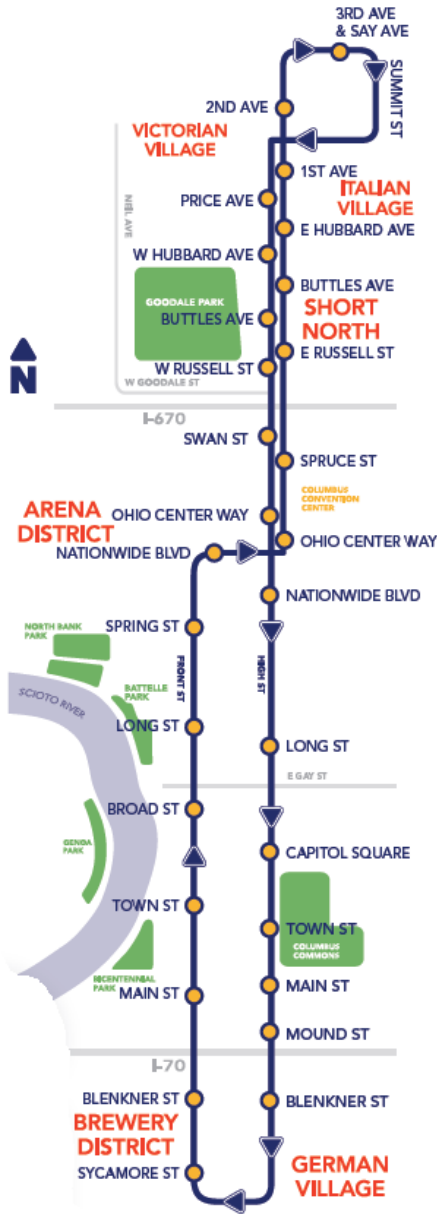 3RD AVE
& SAY AVE
SUMMIT ST
2ND AVE
VICTORIAN
VILLAGE
1ST AVE
ITALIAN
VILLAGE
NEIL AVE
PRICE AVE
E HUBBARD AVE
W HUBBARD AVE
BUTTLES AVE
GOODALE PARK
SHORT
NORTH
BUTTLES AVE
E RUSSELL ST
N
W RUSSELL ST
W GOODALE ST
I-670
SWAN ST
SPRUCE ST
COLUMBUS
CONVENTION
CENTER
ARENA
DISTRICT
OHIO CENTER WAY
OHIO CENTER WAY
NATIONWIDE BLVD
NATIONWIDE BLVD
SPRING ST
NORTH BANK
PARK
FRONT ST
HIGH ST
SCIOTO RIVER
BATTELLE
PARK
LONG ST
LONG ST
E GAY ST
BROAD ST
GENOA
PARK
CAPITOL SQUARE
TOWN ST
TOWN ST
COLUMBUS
COMMONS
BICENTENNIAL
PARK
MAIN ST
MAIN ST
MOUND ST
I-70
BLENKNER ST
BLENKNER ST
BREWERY
DISTRICT
GERMAN
VILLAGE
SYCAMORE ST